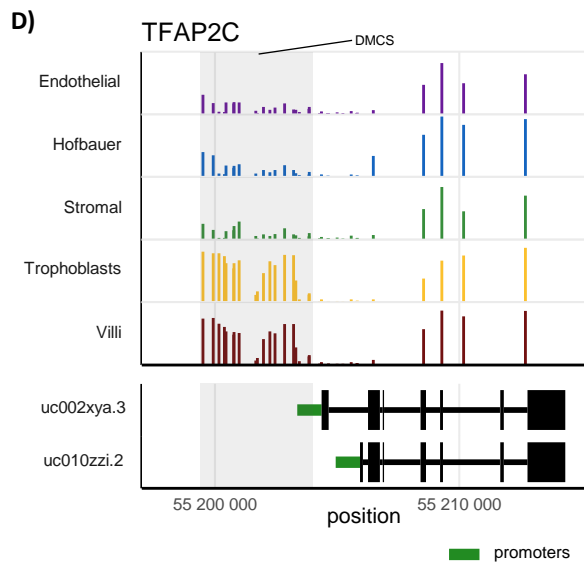 D)
TFAP2C
DMCS
Endothelial
Hofbauer
Stromal
Trophoblasts
Villi
uc002xya.3
uc010zzi.2
55 200 000
55 210 000
position
promoters